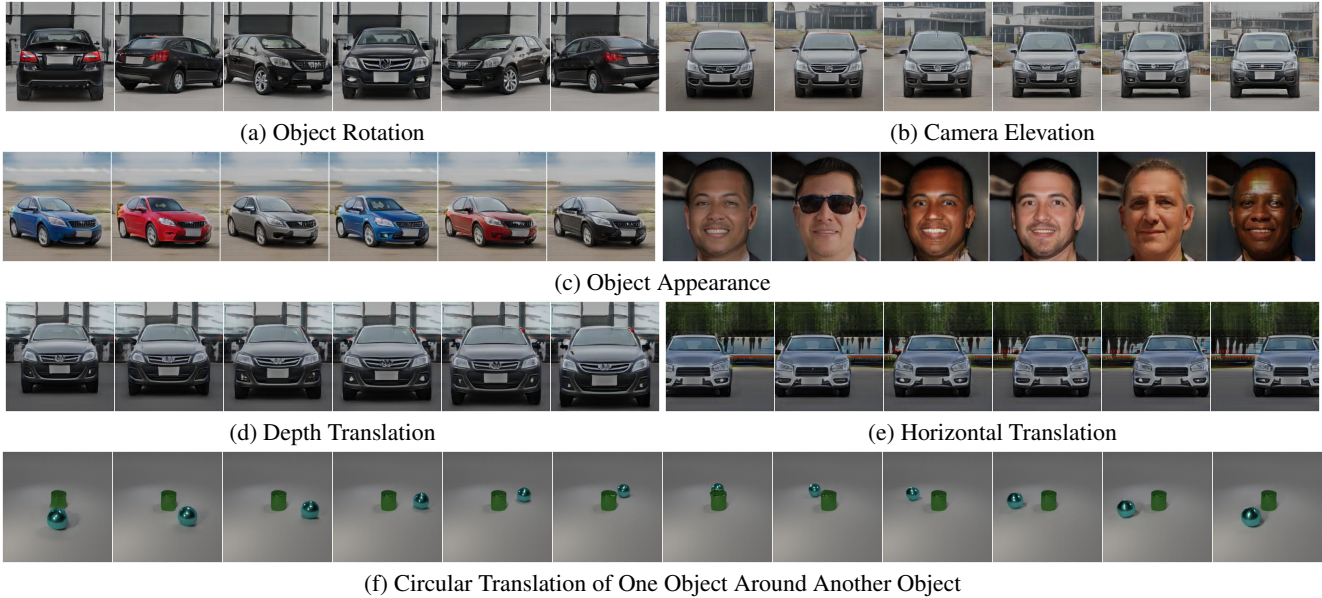 (a) Object Rotation
(b) Camera Elevation
(c) Object Appearance
(d) Depth Translation
(e) Horizontal Translation
(f) Circular Translation of One Object Around Another Object